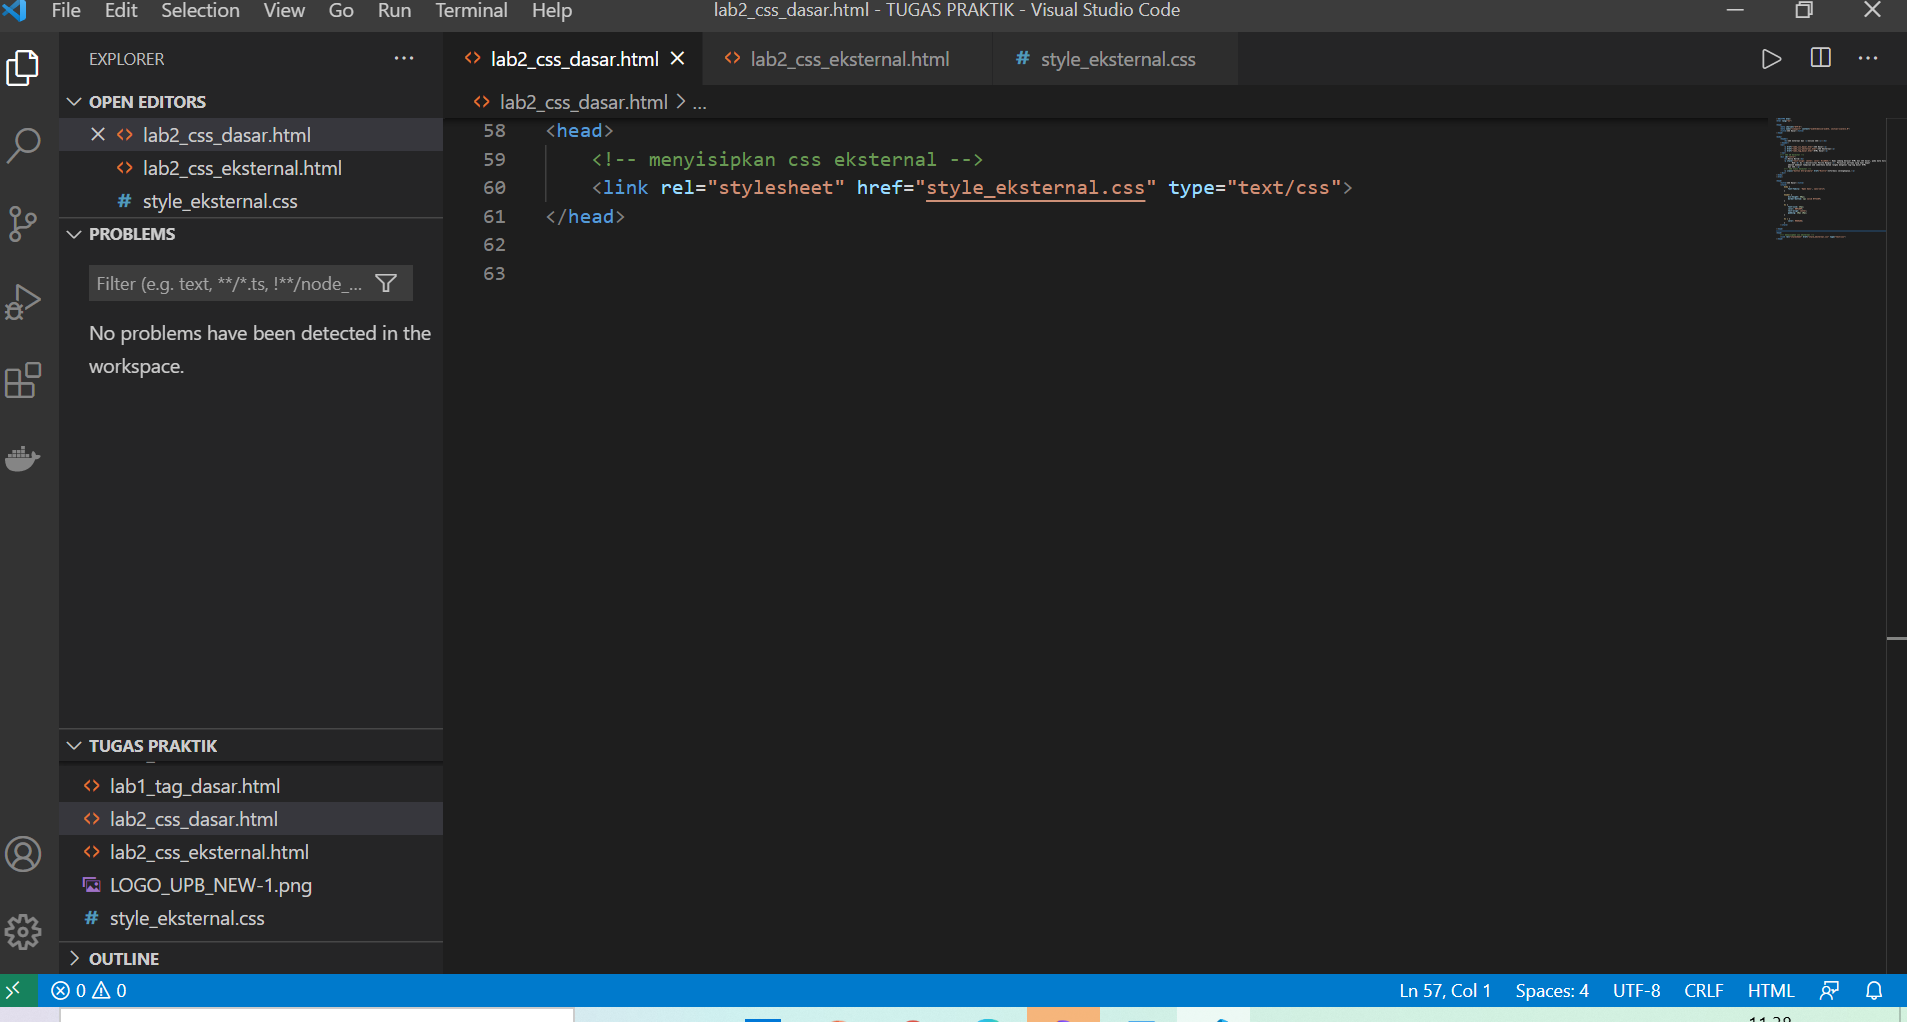 File Edit Selection View Go Run Terminal Help
lab2_css_dasar.html - TUGAS PRAKTIK - Visual Studio Code
EXPLORER
OPEN EDITORS
lab2_css_dasar.html
lab2_css_eksternal.html
# style_eksternal.css
PROBLEMS
Filter (e.g. text, **/*.ts, !**/node_...
No problems have been detected in the
workspace.
TUGAS PRAKTIK
lab1_tag_dasar.html
lab2_css_dasar.html
lab2_css_eksternal.html
LOGO_UPB_NEW-1.png
# style_eksternal.css
OUTLINE
lab2_css_dasar.html
lab2_css_eksternal.html
# style_eksternal.css
lab2_css_dasar.html > ...
58 <head>
59 <!-- menyisipkan css eksternal -->
60 <link rel="stylesheet" href="style_eksternal.css" type="text/css">
61 </head>
62
63
0 0
Ln 57, Col 1 Spaces: 4 UTF-8 CRLF HTML